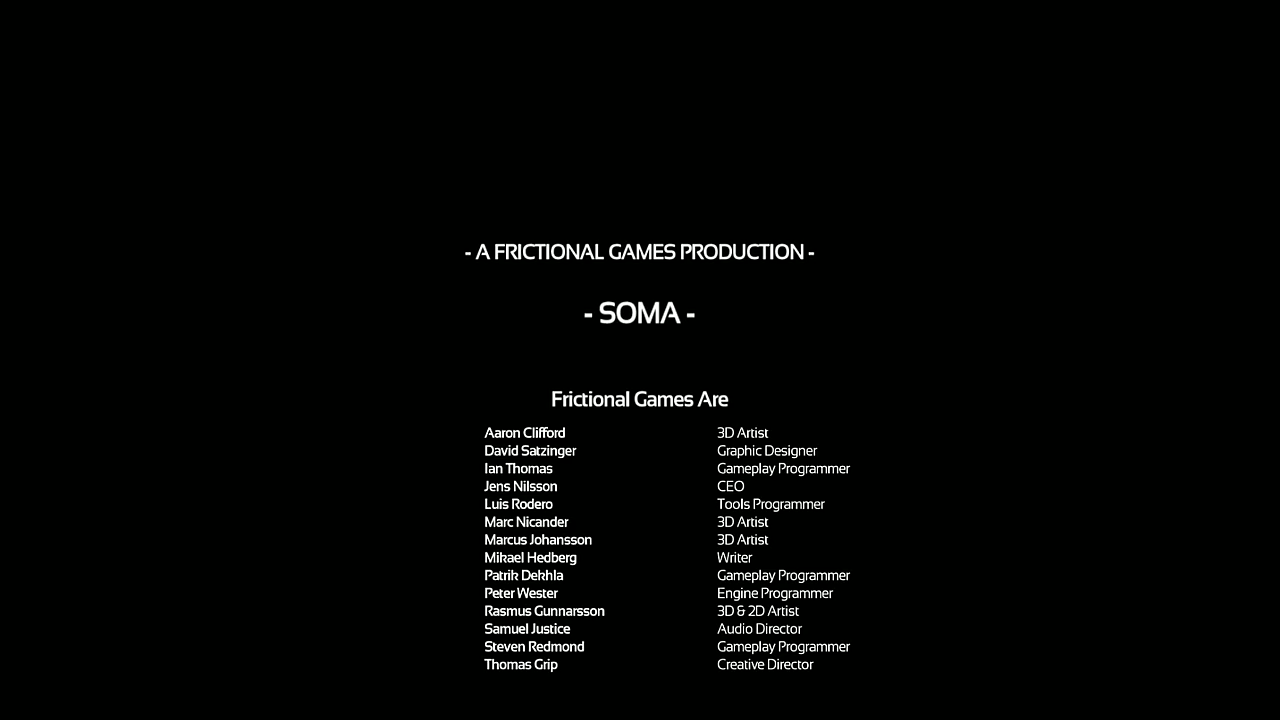 - A FRICTIONAL GAMES PRODUCTION -
- SOMA -
Frictional Games Are
Aaron Clifford 3D Artist
David Satzinger Graphic Designer
Ian Thomas Gameplay Programmer
Jens Nilsson CEO
Luis Rodero Tools Programmer
Marc Nicander 3D Artist
Marcus Johansson 3D Artist
Mikael Hedberg Writer
Patrik Dekhla Gameplay Programmer
Peter Wester Engine Programmer
Rasmus Gunnarsson 3D & 2D Artist
Samuel Justice Audio Director
Steven Redmond Gameplay Programmer
Thomas Grip Creative Director